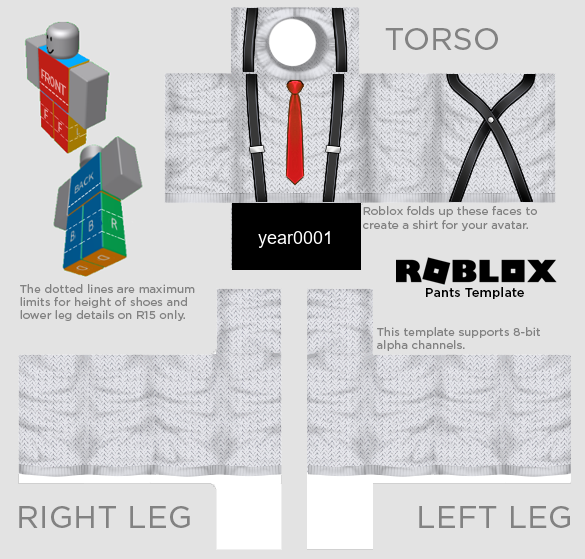 TORSO
FRONT
F
F
L
BACK
B
B
R
Roblox folds up these faces to
create a shirt for your avatar.
year0001
ROBLOX
Pants Template
The dotted lines are maximum
limits for height of shoes and
lower leg details on R15 only.
This template supports 8-bit
alpha channels.
RIGHT LEG
LEFT LEG